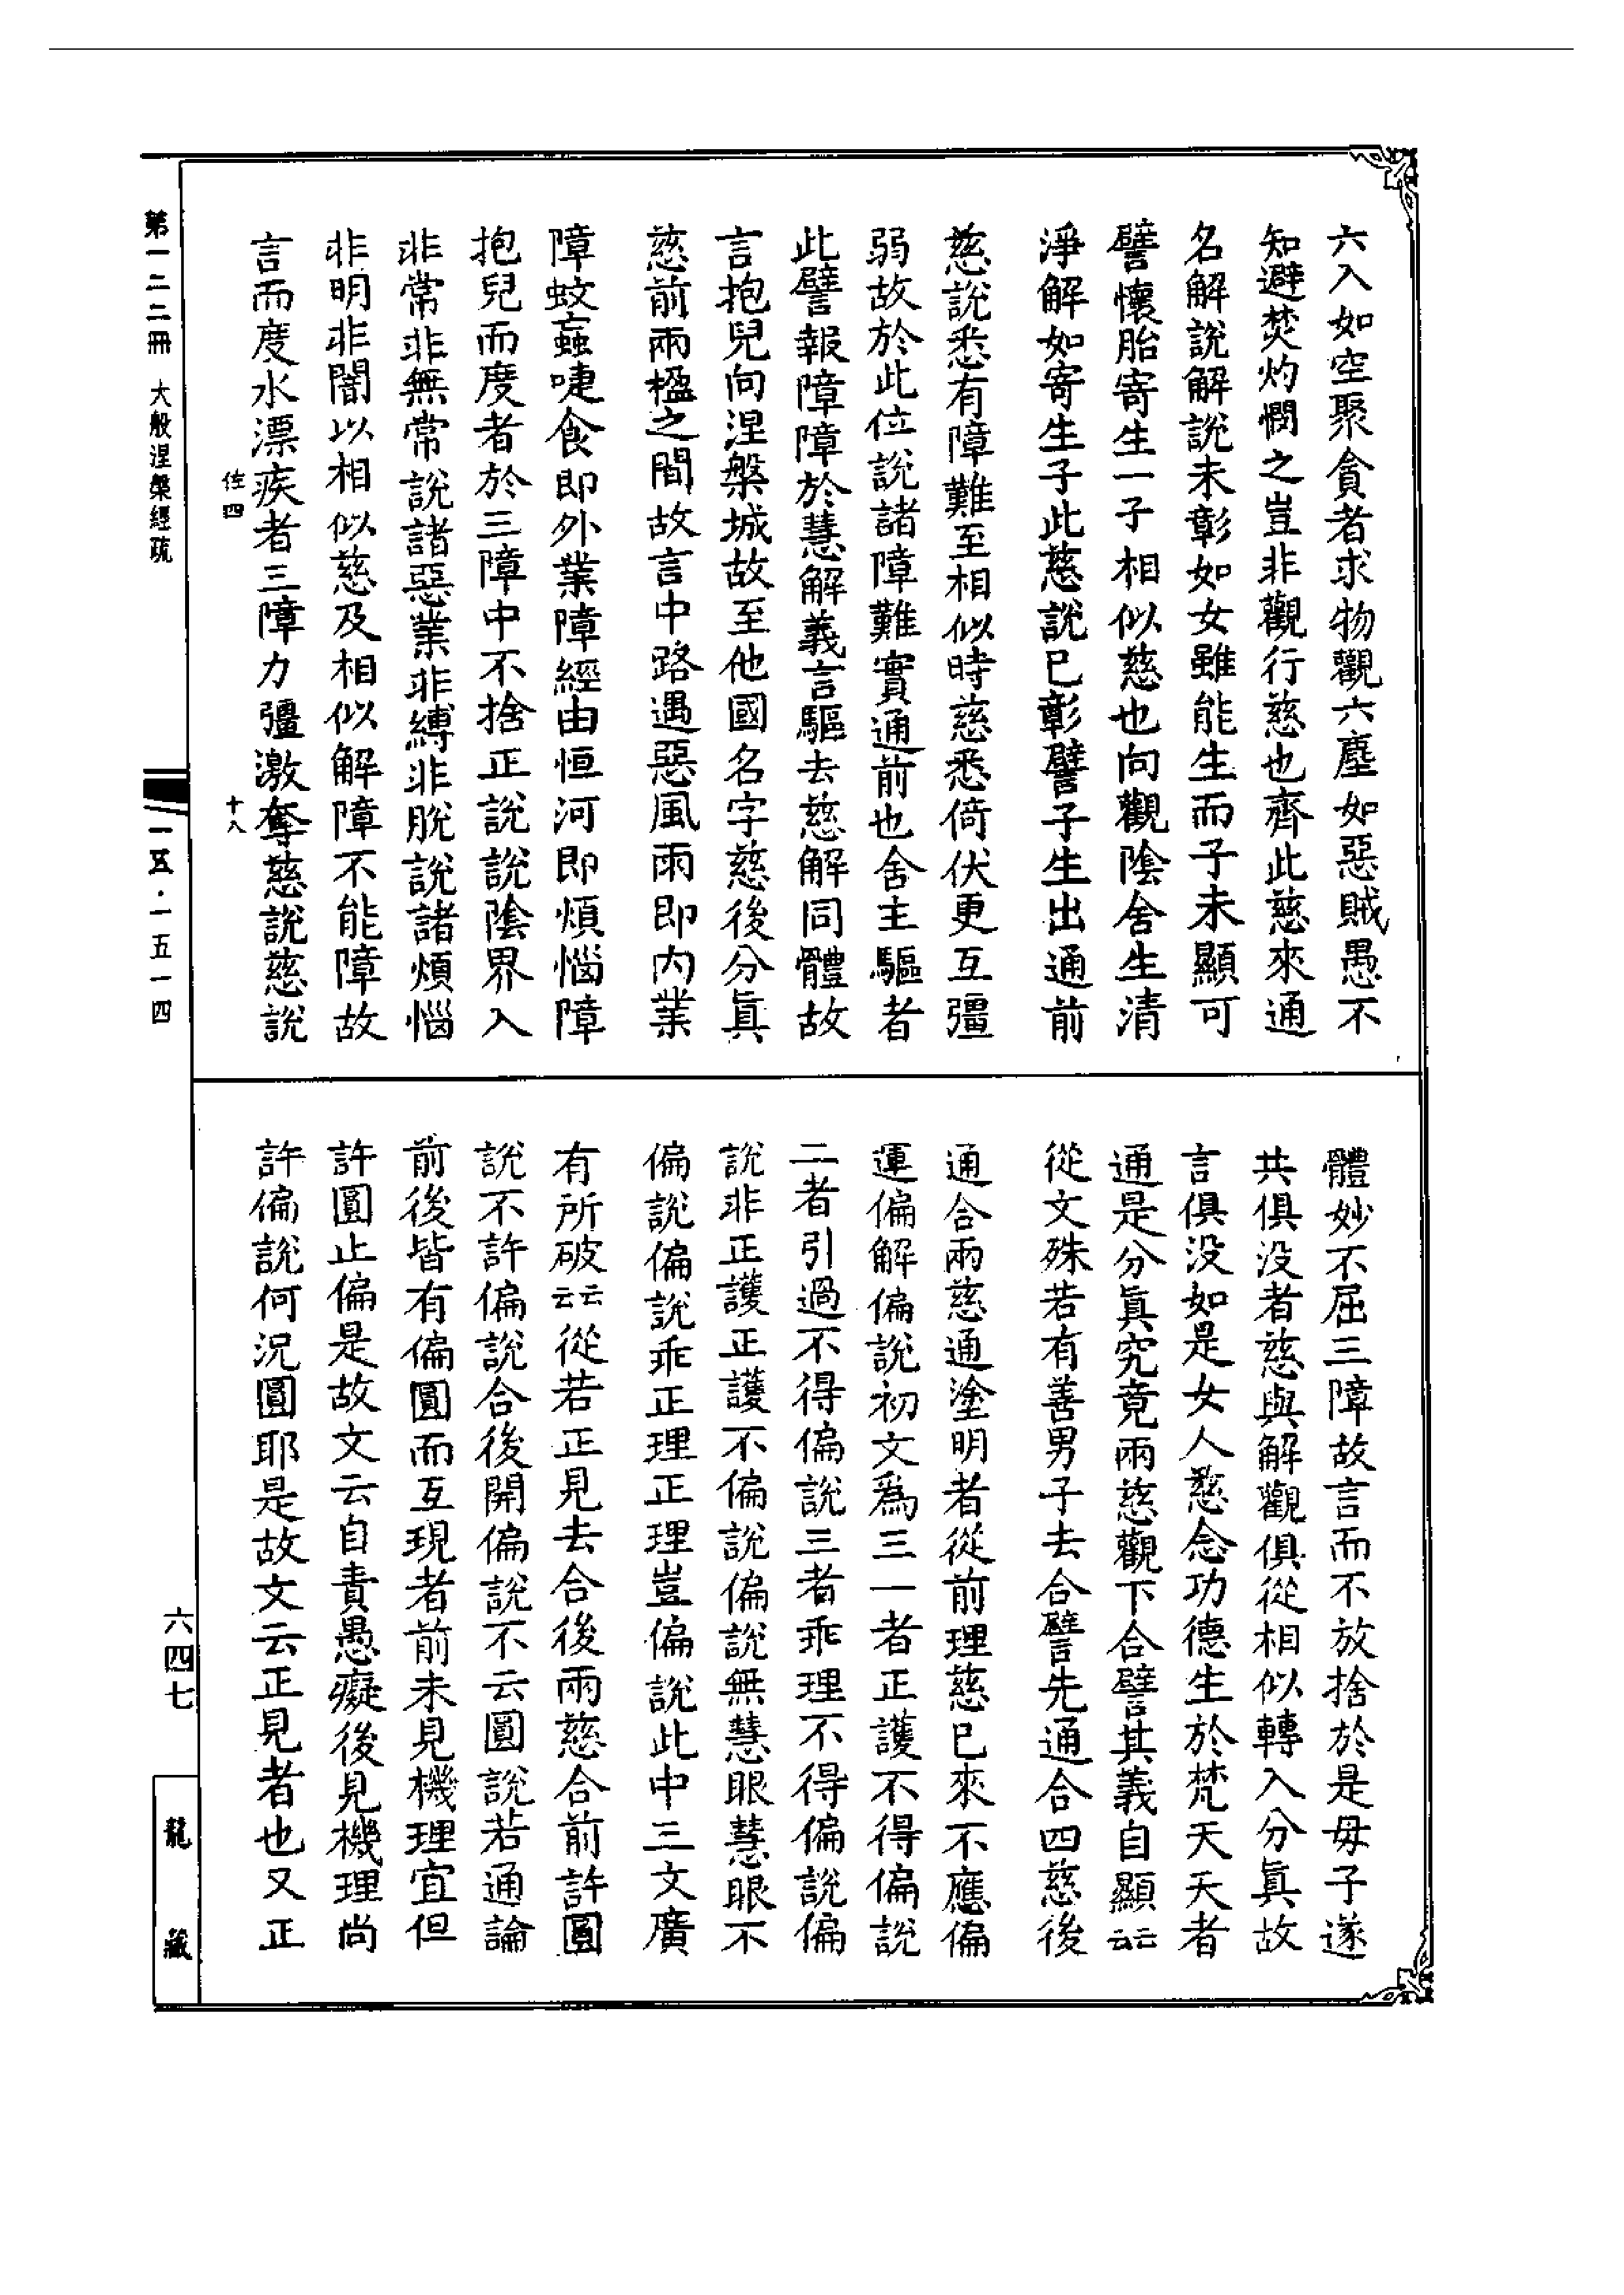 六入如空聚貪者求物觀六塵如惡賊愚不
知避焚灼憫之豈非觀行慈也齊此慈來通
名解說解說未彰如女雖能生而子未顯可
譬懷胎寄生一子相似慈也向觀陰舍生清
淨解如寄生子此慈說已彰譬子生出通前
慈說悉有障難至相似時慈悉倚伏更互彊
弱故於此位說諸障難實通前也舍主驅者
此譬報障障於慧解義言驅去慈解同體故
言抱兒向涅槃城故至他國名字慈後分真
慈前兩楹之間故言中路遇惡風雨即内業
障蚊蝱唼食即外業障經由恒河即煩惱障
抱兒而度者於三障中不捨正說說陰界入
非常非無常說諸惡業非縛非脫說諸煩惱
非明非闇以相似慈及相似解障不能障故
言而度水漂疾者三障力彊激奪慈說慈說
體妙不屈三障故言而不放捨於是毋子遂
共俱没者慈與解觀俱從相似轉入分真故
言俱没如是女人慈念功德生於梵天天者
通是分真究竟兩慈觀下合譬其義自顯云云
從文殊若有善男子去合譬先通合四慈後
通合兩慈通塗明者從前理慈已來不應偏
運偏解偏說初文爲三一者正護不得偏說
二者引過不得偏說三者乖理不得偏說偏
說非正護正護不偏說偏說無慧眼慧眼不
偏說偏說乖正理正理豈偏說此中三文廣
有所破云云從若正見去合後兩慈合前許圓
說不許偏說合後開偏說不云圓說若通論
前後皆有偏圓而互現者前未見機理宜但
許圓止偏是故文云自責愚癡後見機理尚
許偏說何況圓耶是故文云正見者也又正
佐四
十八
第一二二冊 大般涅槃經疏
一五·一五一四
六四七
龍藏